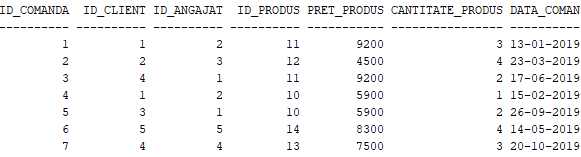 ID_COMANDA ID_CLIENT ID_ANGAJAT ID_PRODUS PRET_PRODUS CANTITATE_PRODUS DATA_COMAN
---------- ---------- ---------- ---------- ----------- ---------------- ----------
1 1 2 11 9200 3 13-01-2019
2 2 3 12 4500 4 23-03-2019
3 4 1 11 9200 2 17-06-2019
4 1 2 10 5900 1 15-02-2019
5 3 1 10 5900 2 26-09-2019
6 5 5 14 8300 4 14-05-2019
7 4 4 13 7500 3 20-10-2019